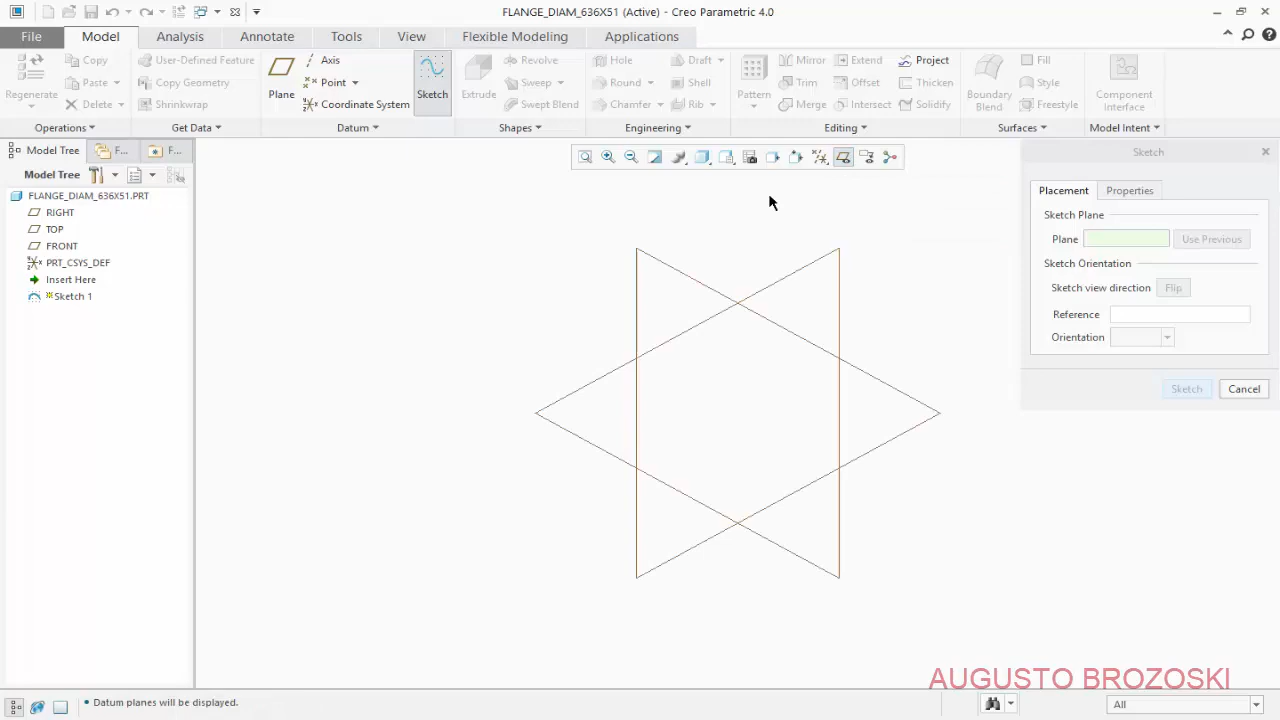 FLANGE_DIAM_636X51 (Active) - Creo Parametric 4.0
File Model Analysis Annotate Tools View Flexible Modeling Applications
Regenerate
Copy
Paste
Delete
Operations
User-Defined Feature
Copy Geometry
Shrinkwrap
Get Data
Plane
Axis
Point
Coordinate System
Sketch
Datum
Extrude
Revolve
Sweep
Swept Blend
Shapes
Hole
Round
Chamfer
Draft
Shell
Rib
Engineering
Pattern
Mirror
Trim
Merge
Extend
Offset
Intersect
Project
Thicken
Solidify
Editing
Boundary
Blend
Fill
Style
Freestyle
Surfaces
Component
Interface
Model Intent
Model Tree F... F...
Model Tree
FLANGE_DIAM_636X51.PRT
RIGHT
TOP
FRONT
PRT_CSYS_DEF
Insert Here
Sketch 1
Sketch
Placement Properties
Sketch Plane
Plane Use Previous
Sketch Orientation
Sketch view direction Flip
Reference
Orientation
Sketch Cancel
AUGUSTO BROZOSKI
• Datum planes will be displayed.
All